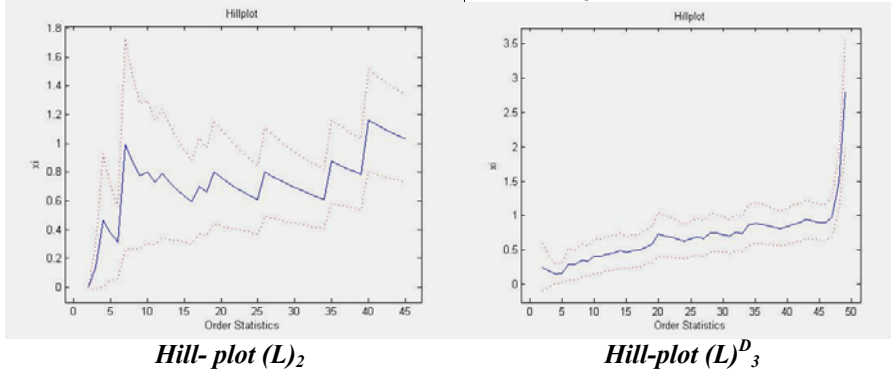 Hillplot
1.8
1.6
1.4
1.2
1
0.8
0.6
0.4
0.2
0
xi
0 5 10 15 20 25 30 35 40 45
Order Statistics
Hill- plot (L)2
Hillplot
3.5
3
2.5
2
1.5
1
0.5
0
xi
0 5 10 15 20 25 30 35 40 45 50
Order Statistics
Hill-plot (L)D3